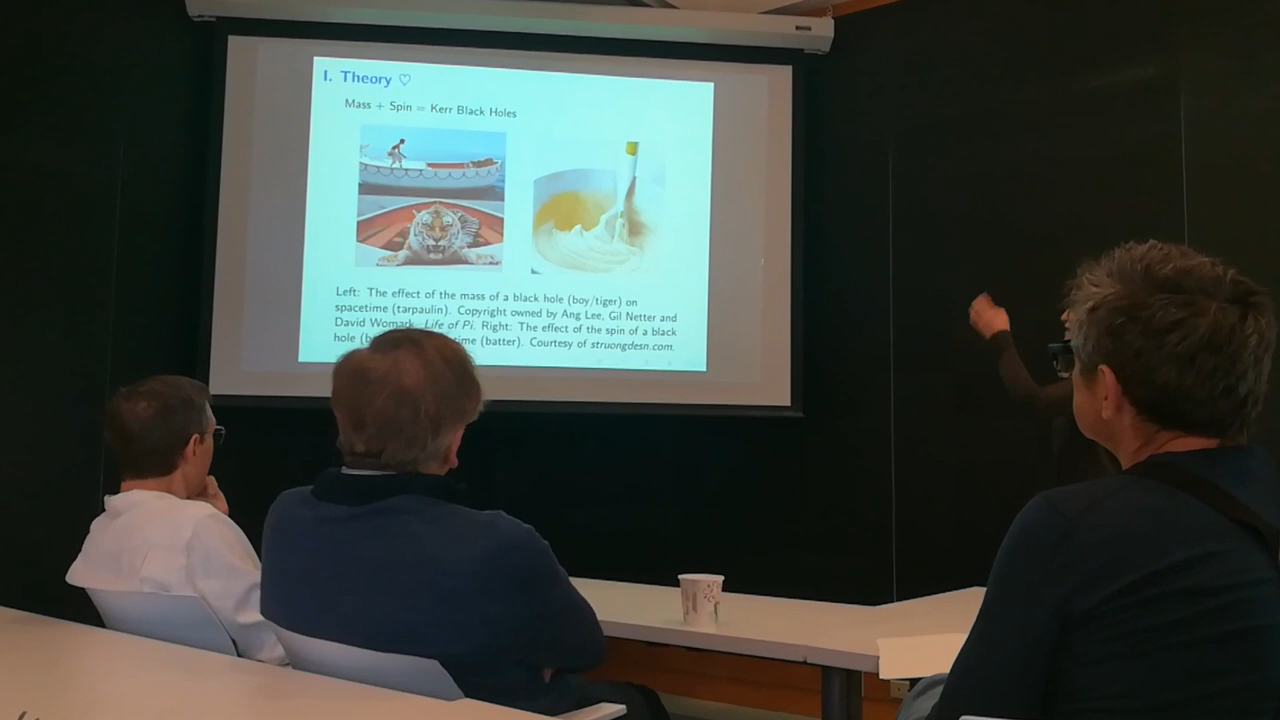 I. Theory ♡
Mass + Spin = Kerr Black Holes
Left: The effect of the mass of a black hole (boy/tiger) on
spacetime (tarpaulin). Copyright owned by Ang Lee, Gil Netter and
David Womark, Life of Pi. Right: The effect of the spin of a black
hole time (batter). Courtesy of struongdesn.com.